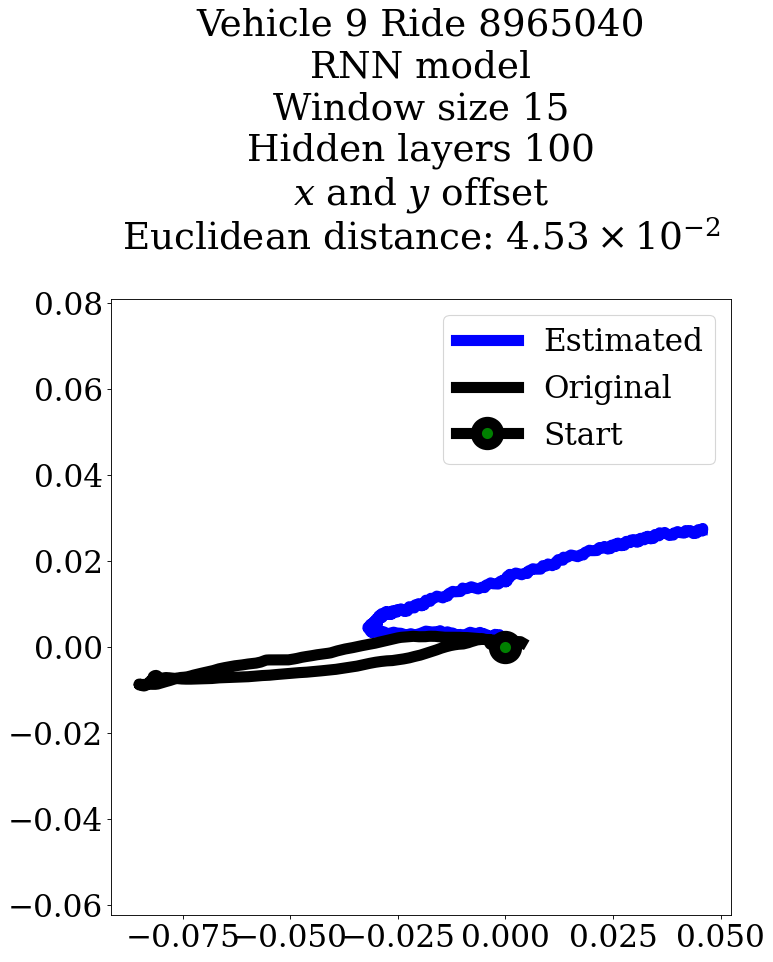 Vehicle 9 Ride 8965040
RNN model
Window size 15
Hidden layers 100
x and y offset
Euclidean distance: 4.53 × 10⁻²
0.08
0.06
0.04
0.02
0.00
−0.02
−0.04
−0.06
Estimated
Original
Start
−0.075 −0.050 −0.025 0.000 0.025 0.050